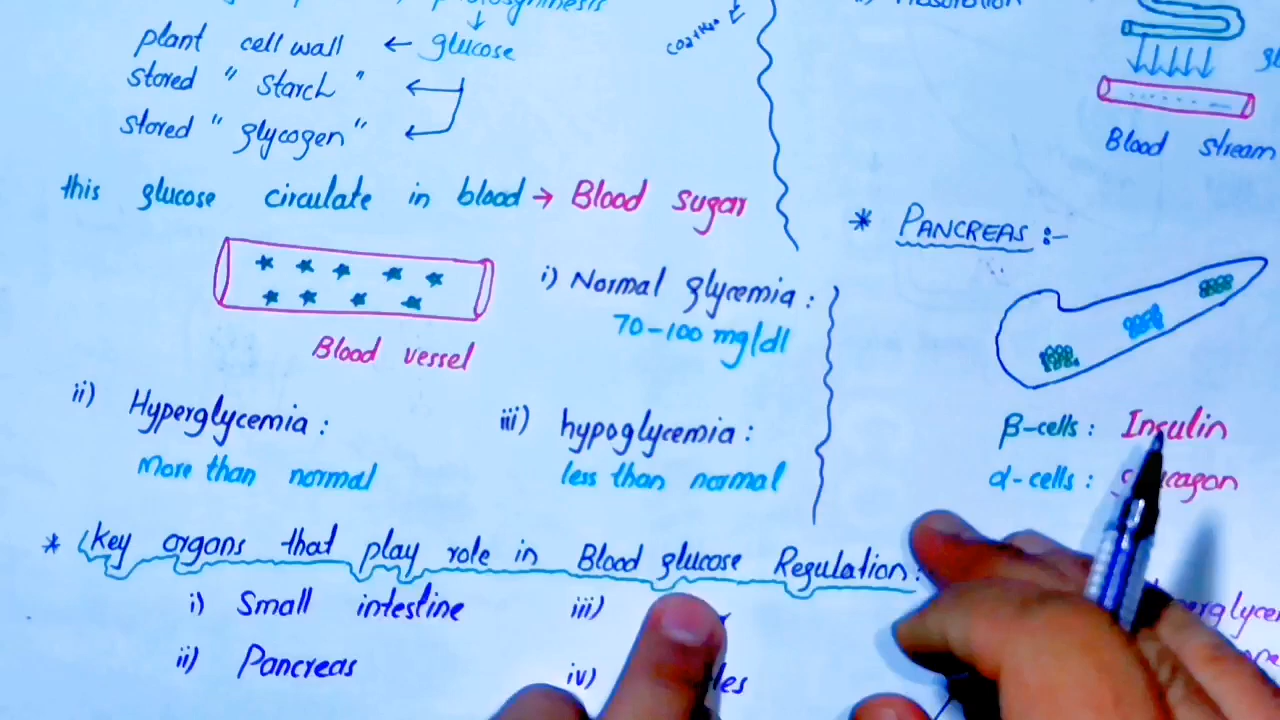 plant cell wall ← glucose
stored " starch "
stored " glycogen "
this glucose circulate in blood → Blood sugar
Blood vessel
i) Normal glycemia :
70-100 mg/dl
ii) Hyperglycemia :
More than normal
iii) hypoglycemia :
less than normal
* Key organs that play role in Blood glucose Regulation:
i) Small intestine
ii) Pancreas
iii)
iv)
CO2+H2O
Blood stream
* PANCREAS :-
β-cells : Insulin
α-cells :